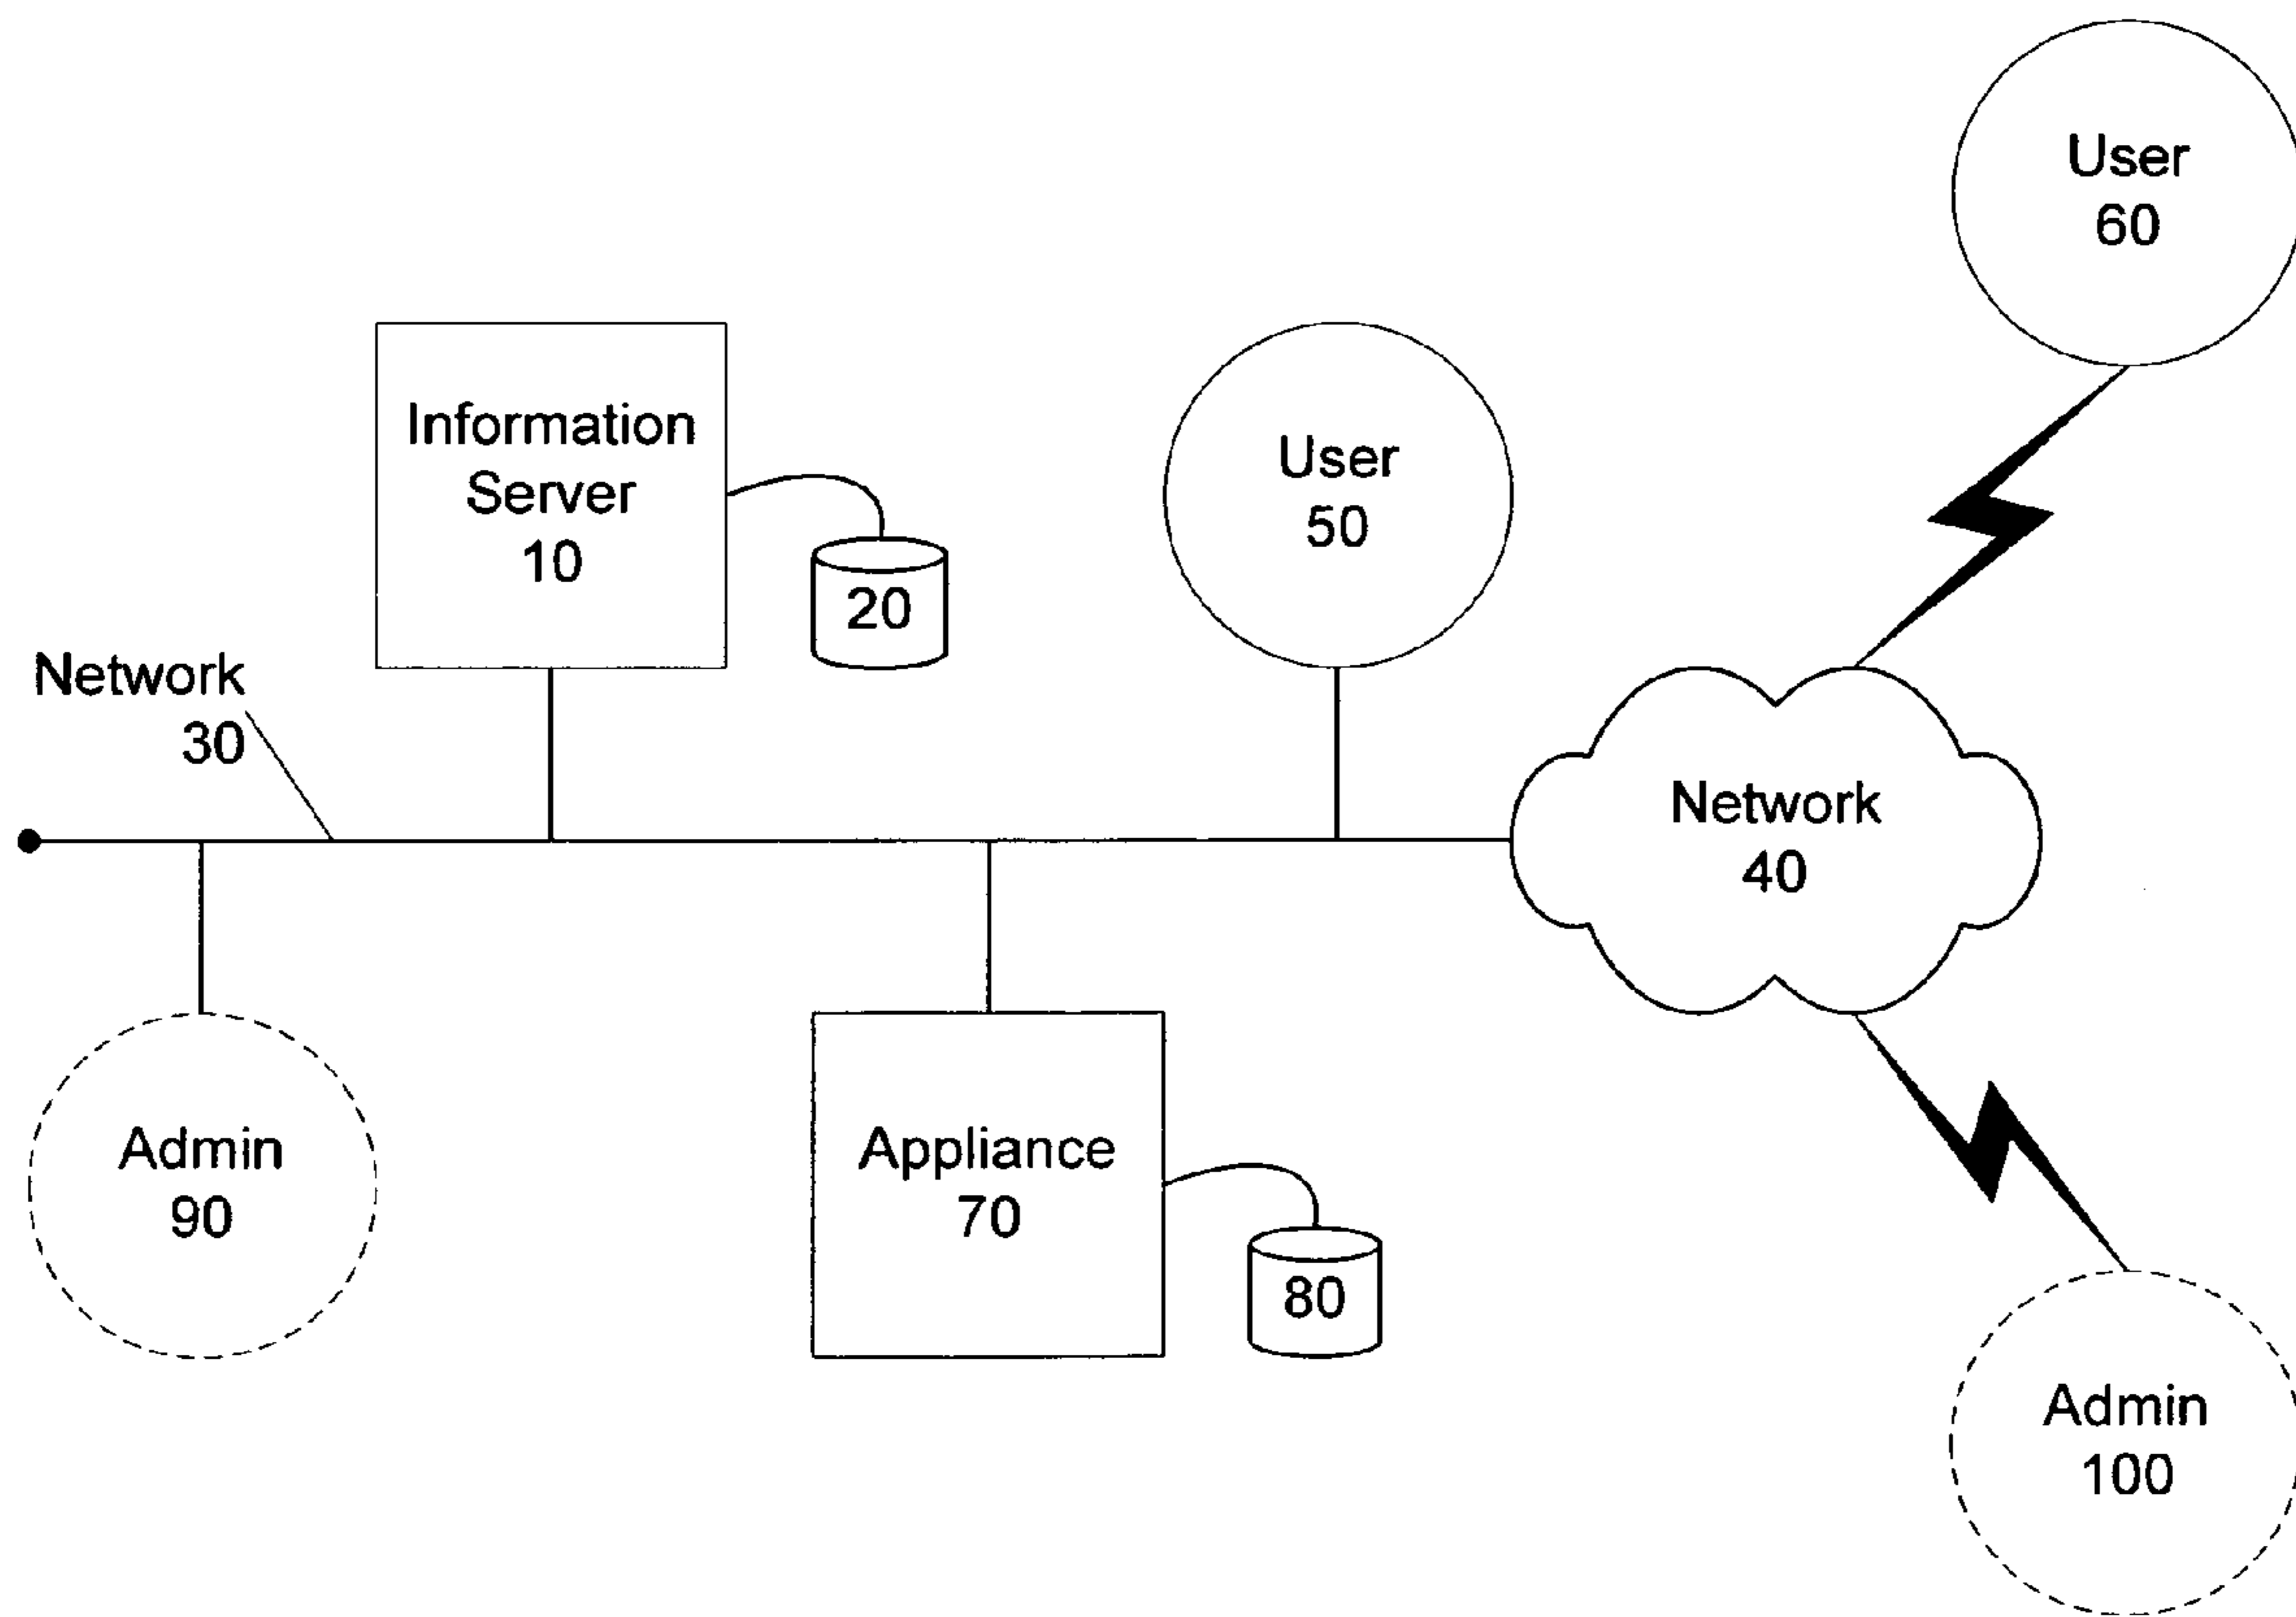 User
60
Information
Server
10
User
50
20
Network
30
Network
40
Admin
90
Appliance
70
80
Admin
100